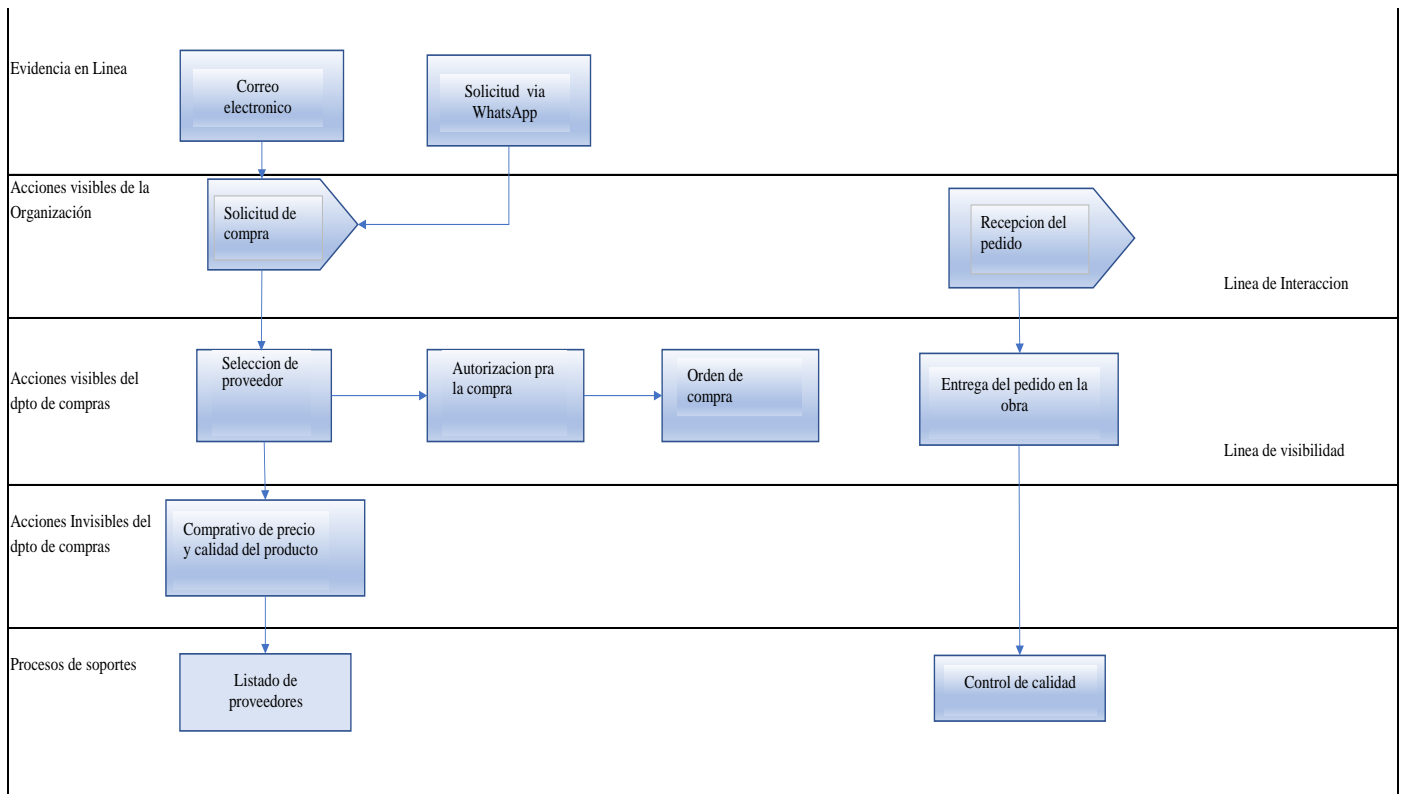 Evidencia en Linea
Correo
electronico
Solicitud via
WhatsApp
Acciones visibles de la
Organización
Solicitud de
compra
Recepcion del
pedido
Linea de Interaccion
Acciones visibles del
dpto de compras
Seleccion de
proveedor
Autorizacion pra
la compra
Orden de
compra
Entrega del pedido en la
obra
Linea de visibilidad
Acciones Invisibles del
dpto de compras
Comprativo de precio
y calidad del producto
Procesos de soportes
Listado de
proveedores
Control de calidad